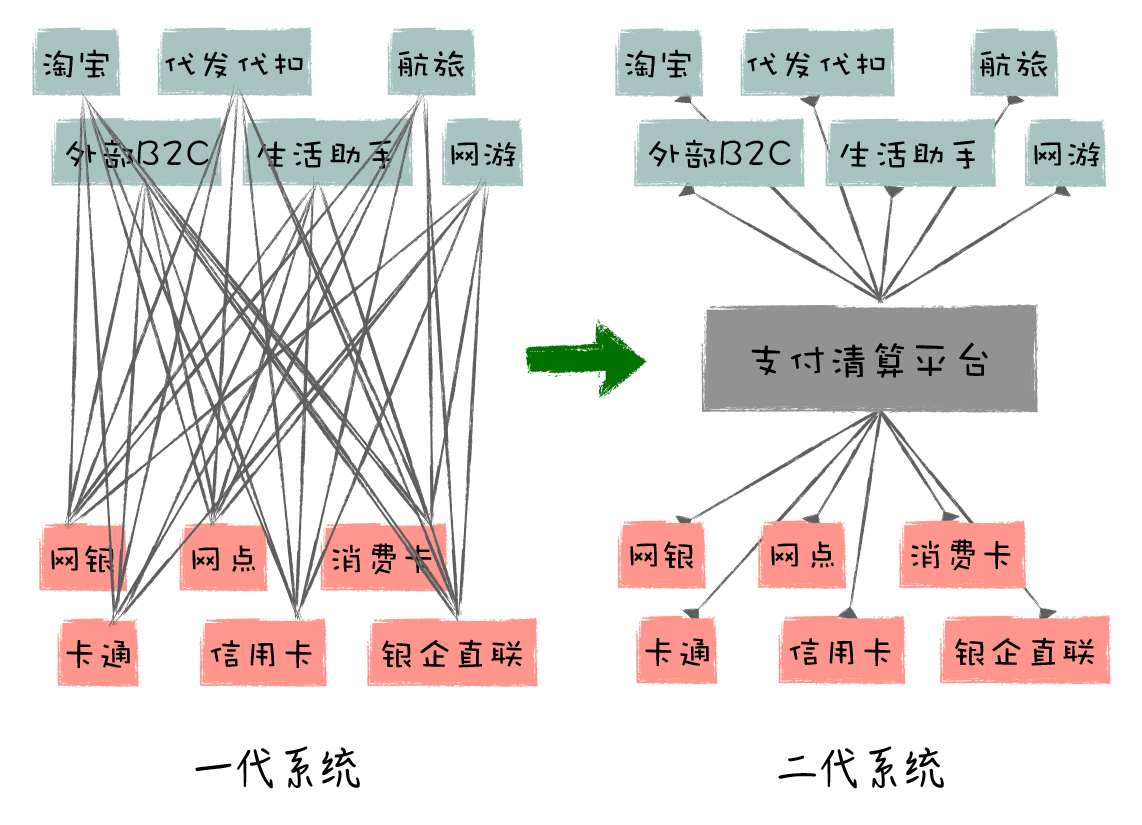 淘宝
代发代扣
航旅
外部B2C
生活助手
网游
网银
网点
消费卡
卡通
信用卡
银企直联
一代系统
淘宝
代发代扣
航旅
外部B2C
生活助手
网游
支付清算平台
网银
网点
消费卡
卡通
信用卡
银企直联
二代系统